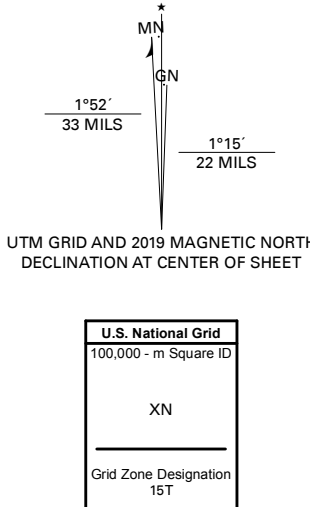 MN
GN
1°52´
33 MILS
1°15´
22 MILS
UTM GRID AND 2019 MAGNETIC NORTH
DECLINATION AT CENTER OF SHEET
U.S. National Grid
100,000 - m Square ID
XN
Grid Zone Designation
15T